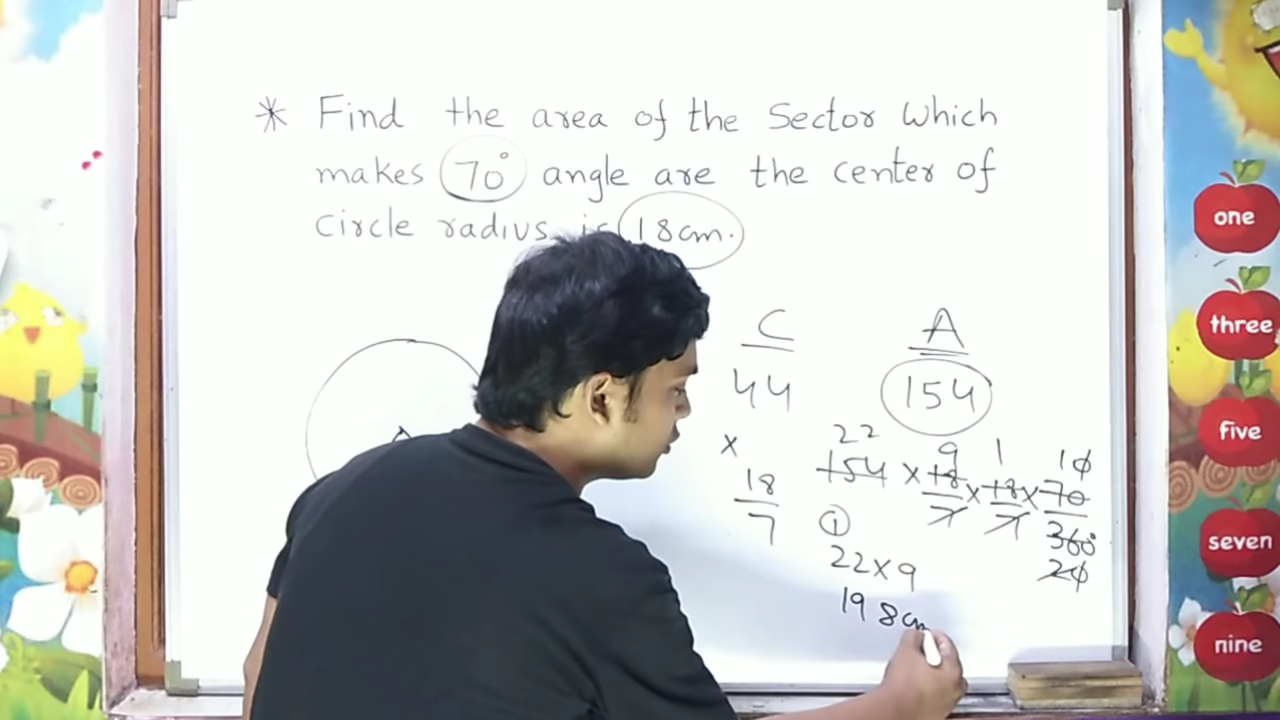 * Find the area of the Sector Which
makes 70° angle are the center of
circle radius is 18cm.
C
A
44
154
x
18
7
22
9
1
10
154 x 18 x 18 x 70
7
7
360°
20
①
22x9
198cm
one
three
five
seven
nine